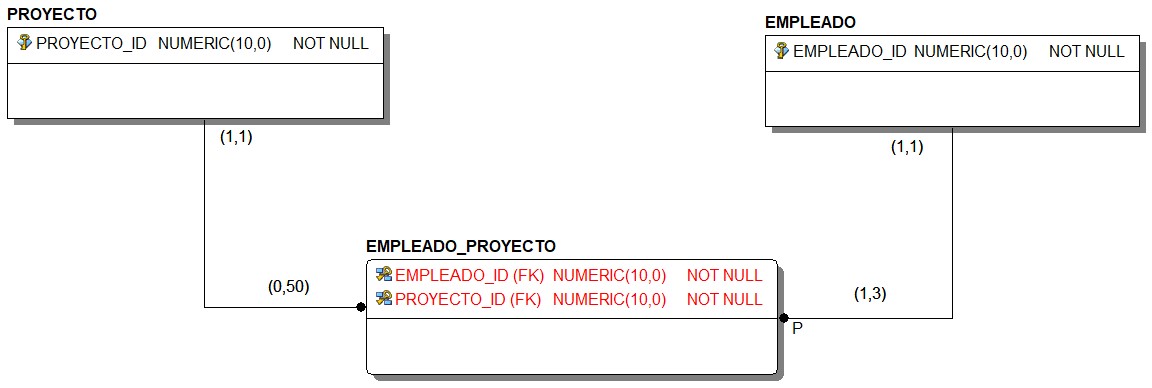 PROYECTO
PROYECTO_ID NUMERIC(10,0) NOT NULL
(1,1)
EMPLEADO
EMPLEADO_ID NUMERIC(10,0) NOT NULL
(1,1)
EMPLEADO_PROYECTO
EMPLEADO_ID (FK) NUMERIC(10,0) NOT NULL
PROYECTO_ID (FK) NUMERIC(10,0) NOT NULL
(0,50)
(1,3)
P